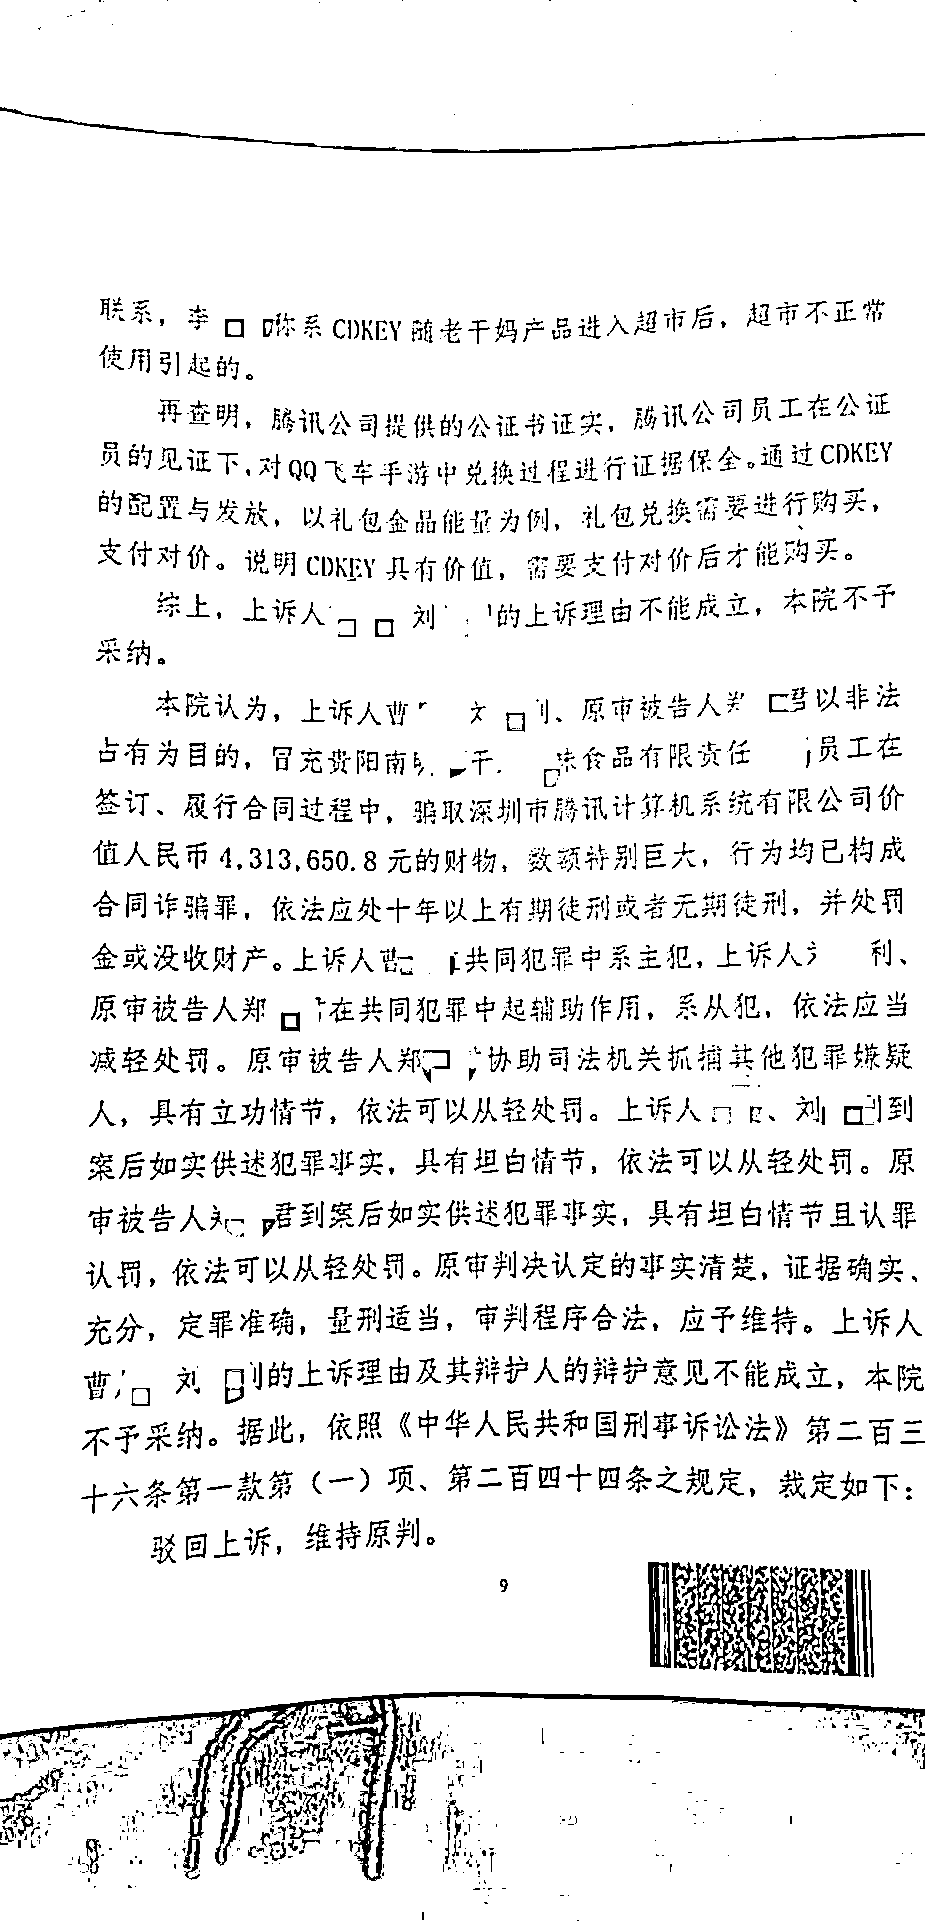 联系，李 称系CDKEY随老干妈产品进入超市后，超市不正常
使用引起的。
再查明，腾讯公司提供的公证书证实，腾讯公司员工在公证
员的见证下，对QQ飞车手游中兑换过程进行证据保全。通过CDKEY
的配置与发放，以礼包金品能量为例，礼包兑换需要进行购买，
支付对价。说明CDKEY具有价值，需要支付对价后才能购买。
综上，上诉人 刘 的上诉理由不能成立，本院不予
采纳。
本院认为，上诉人曹 、原审被告人郑 君以非法
占有为目的，冒充贵阳南 食品有限责任 员工在
签订、履行合同过程中，骗取深圳市腾讯计算机系统有限公司价
值人民币4,313,650.8元的财物，数额特别巨大，行为均已构成
合同诈骗罪，依法应处十年以上有期徒刑或者无期徒刑，并处罚
金或没收财产。上诉人曹 共同犯罪中系主犯，上诉人 利、
原审被告人郑 在共同犯罪中起辅助作用，系从犯，依法应当
减轻处罚。原审被告人郑 协助司法机关抓捕其他犯罪嫌疑
人，具有立功情节，依法可以从轻处罚。上诉人 、刘 到
案后如实供述犯罪事实，具有坦白情节，依法可以从轻处罚。原
审被告人 君到案后如实供述犯罪事实，具有坦白情节且认罪
认罚，依法可以从轻处罚。原审判决认定的事实清楚，证据确实、
充分，定罪准确，量刑适当，审判程序合法，应予维持。上诉人
曹 刘 的上诉理由及其辩护人的辩护意见不能成立，本院
不予采纳。据此，依照《中华人民共和国刑事诉讼法》第二百三
十六条第一款第（一）项、第二百四十四条之规定，裁定如下：
驳回上诉，维持原判。
9